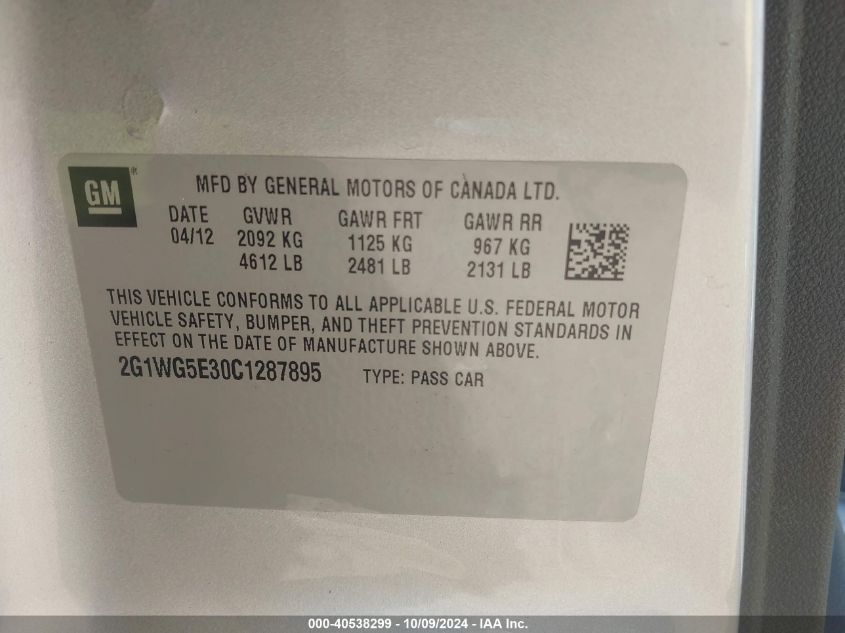 GM ®
MFD BY GENERAL MOTORS OF CANADA LTD.
DATE GVWR GAWR FRT GAWR RR
04/12 2092 KG 1125 KG 967 KG
4612 LB 2481 LB 2131 LB
THIS VEHICLE CONFORMS TO ALL APPLICABLE U.S. FEDERAL MOTOR
VEHICLE SAFETY, BUMPER, AND THEFT PREVENTION STANDARDS IN
EFFECT ON THE DATE OF MANUFACTURE SHOWN ABOVE.
2G1WG5E30C1287895 TYPE: PASS CAR
000-40538299 - 10/09/2024 - IAA Inc.